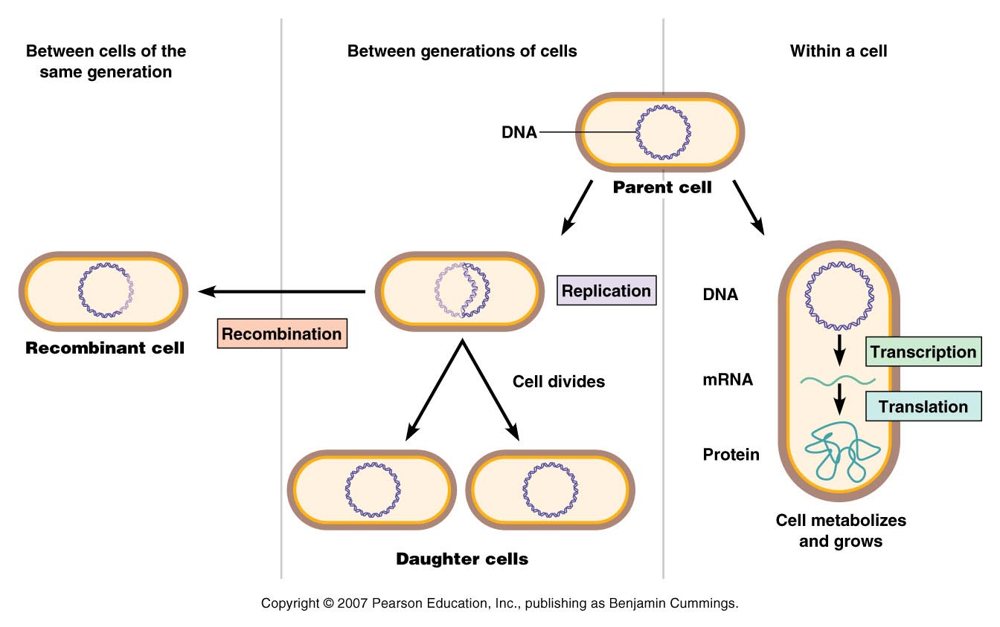 Between cells of the
same generation
Between generations of cells
Within a cell
DNA
Parent cell
Replication
Recombination
Recombinant cell
Cell divides
Daughter cells
DNA
Transcription
mRNA
Translation
Protein
Cell metabolizes
and grows
Copyright © 2007 Pearson Education, Inc., publishing as Benjamin Cummings.